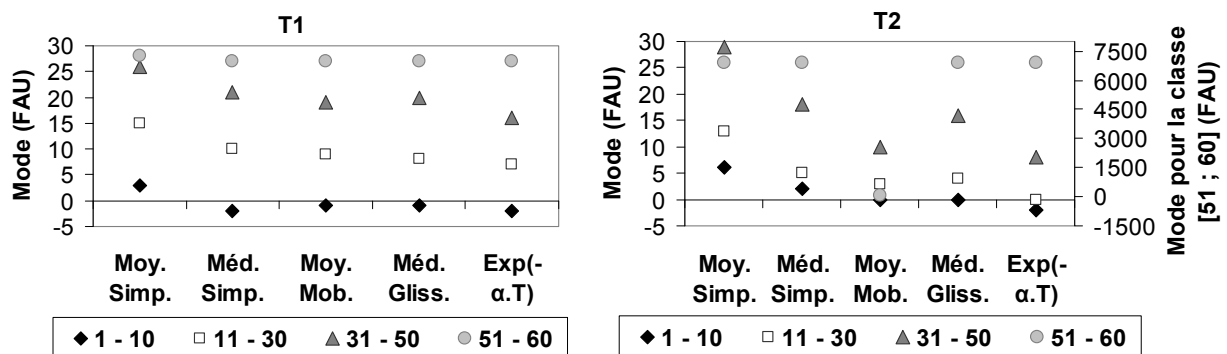 T1
Mode (FAU)
30
25
20
15
10
5
0
-5
Moy. Simp.
Méd. Simp.
Moy. Mob.
Méd. Gliss.
Exp(-α.T)
1 - 10
11 - 30
31 - 50
51 - 60
T2
Mode (FAU)
30
25
20
15
10
5
0
-5
7500
6000
4500
3000
1500
0
-1500
Mode pour la classe
[51 ; 60] (FAU)
Moy. Simp.
Méd. Simp.
Moy. Mob.
Méd. Gliss.
Exp(-α.T)
1 - 10
11 - 30
31 - 50
51 - 60